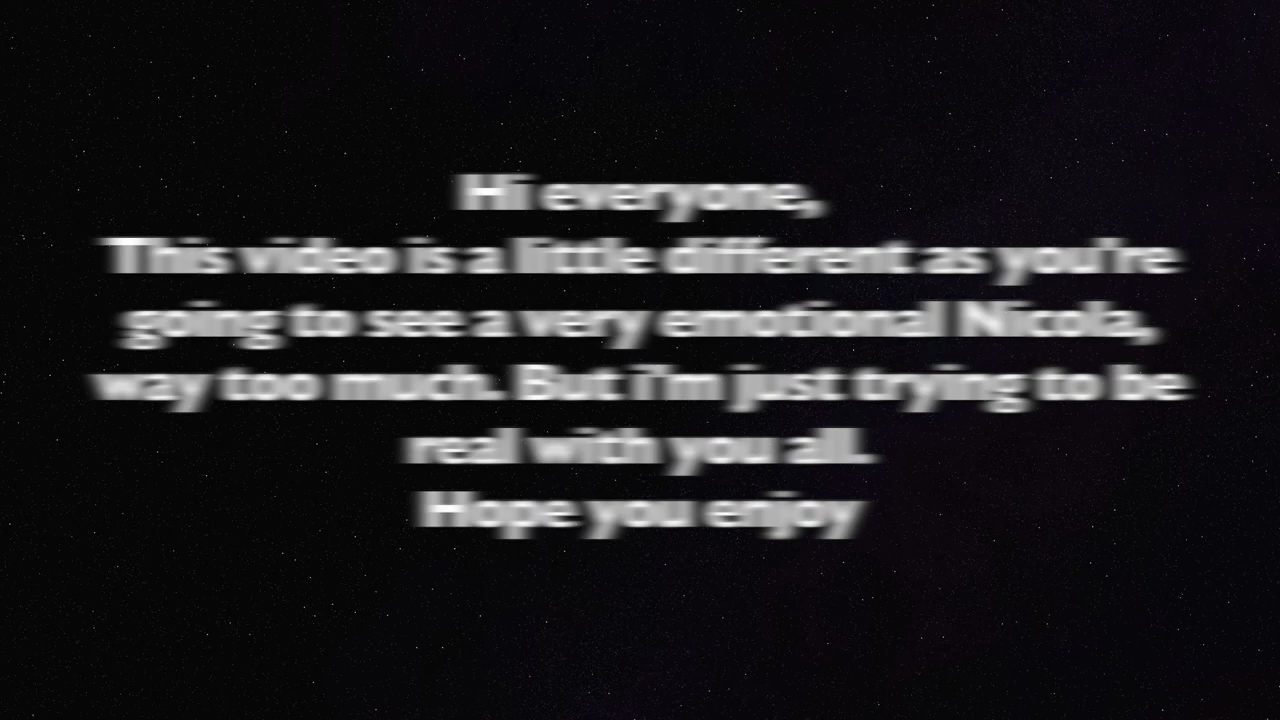 Hi everyone,
This video is a little different as you're
going to see a very emotional Nicola,
way too much. But i'm just trying to be
real with you all.
Hope you enjoy